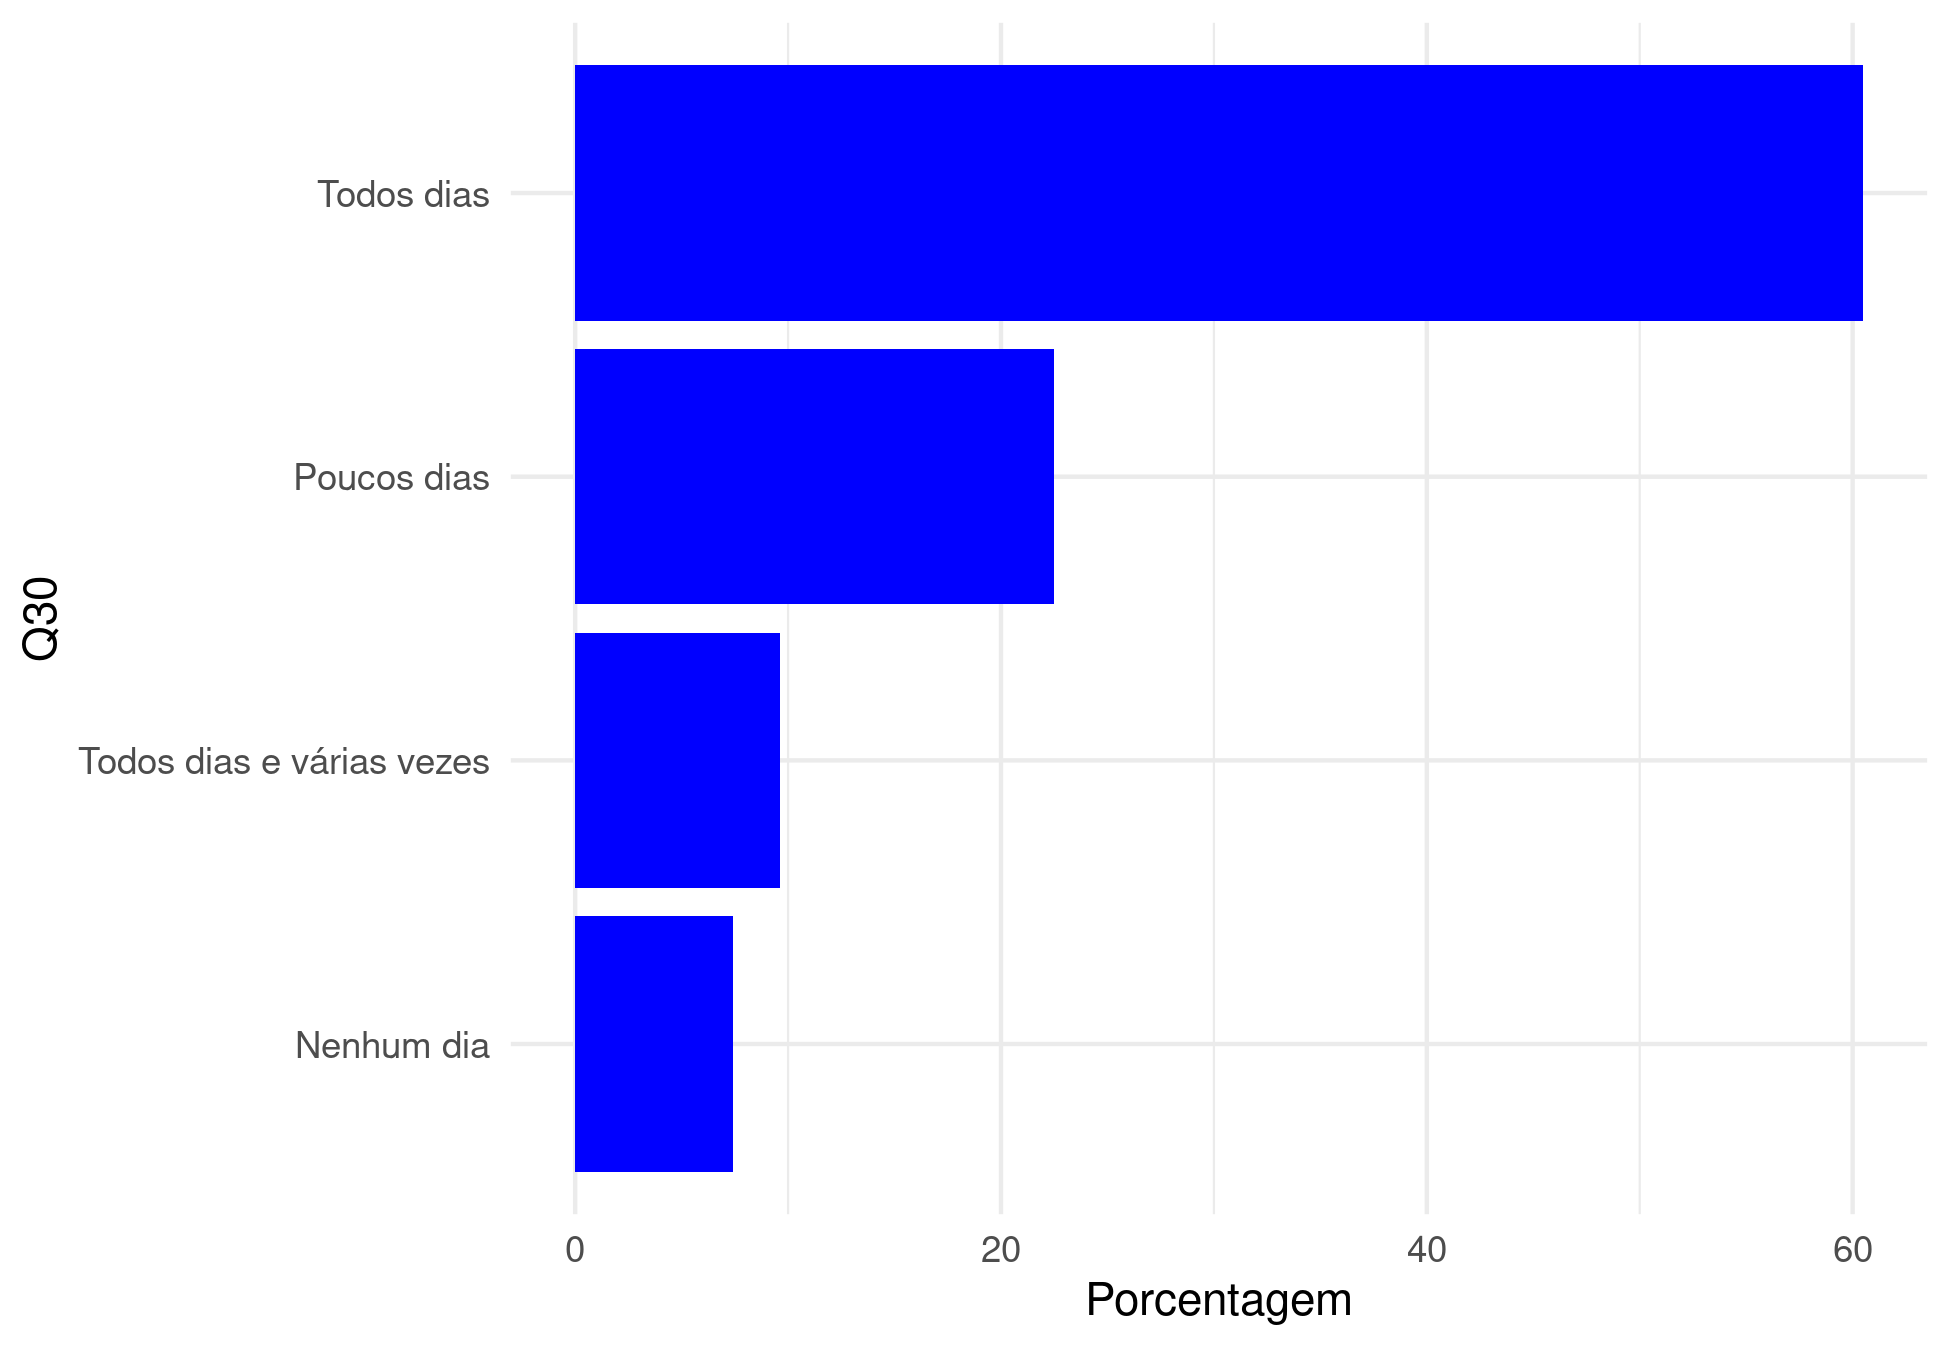 Todos dias
Poucos dias
Todos dias e várias vezes
Nenhum dia
Q30
0 20 40 60
Porcentagem